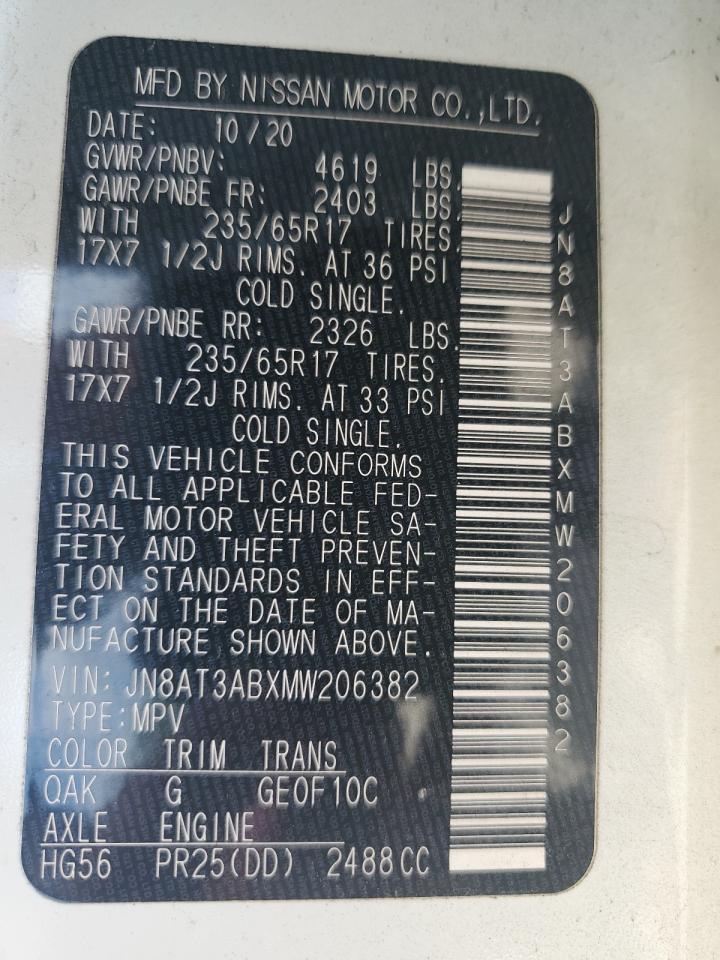 MFD BY NISSAN MOTOR CO.,LTD.
DATE: 10/20
GVWR/PNBV: 4619 LBS.
GAWR/PNBE FR: 2403 LBS.
WITH 235/65R17 TIRES.
17X7 1/2J RIMS. AT 36 PSI
COLD SINGLE.
GAWR/PNBE RR: 2326 LBS.
WITH 235/65R17 TIRES.
17X7 1/2J RIMS. AT 33 PSI
COLD SINGLE.
THIS VEHICLE CONFORMS
TO ALL APPLICABLE FED-
ERAL MOTOR VEHICLE SA-
FETY AND THEFT PREVEN-
TION STANDARDS IN EFF-
ECT ON THE DATE OF MA-
NUFACTURE SHOWN ABOVE.
VIN: JN8AT3ABXMW206382
TYPE:MPV
COLOR TRIM TRANS
QAK G GE0F10C
AXLE ENGINE
HG56 PR25(DD) 2488CC
JN8AT3ABXMW206382